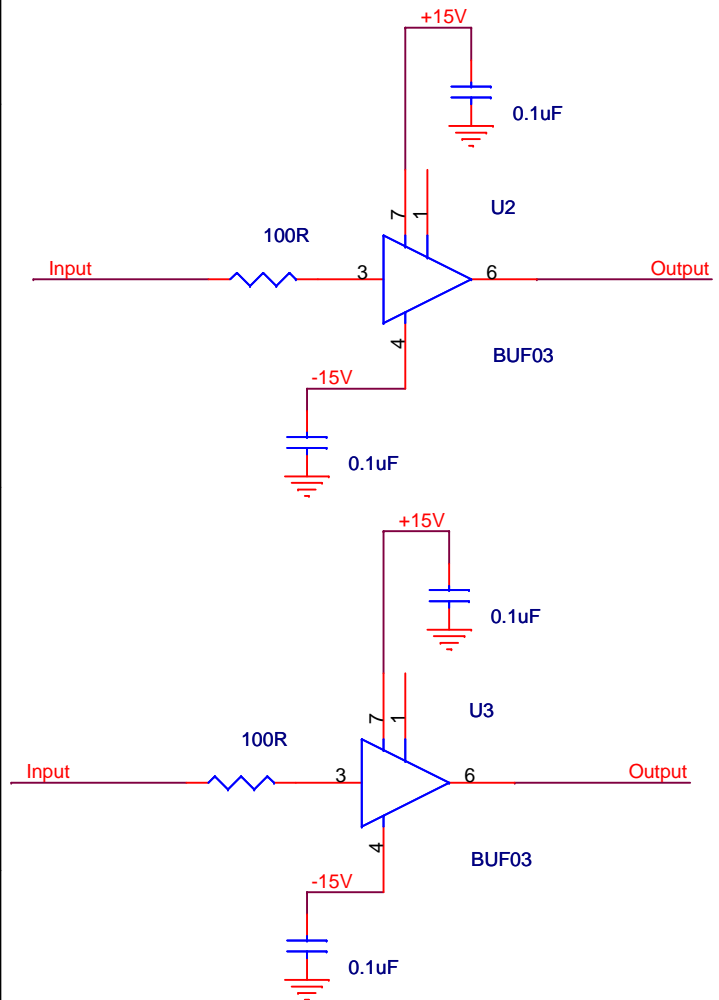 +15V
0.1uF
7
1
U2
100R
Input
3
6
Output
4
BUF03
-15V
0.1uF
+15V
0.1uF
7
1
U3
100R
Input
3
6
Output
4
BUF03
-15V
0.1uF